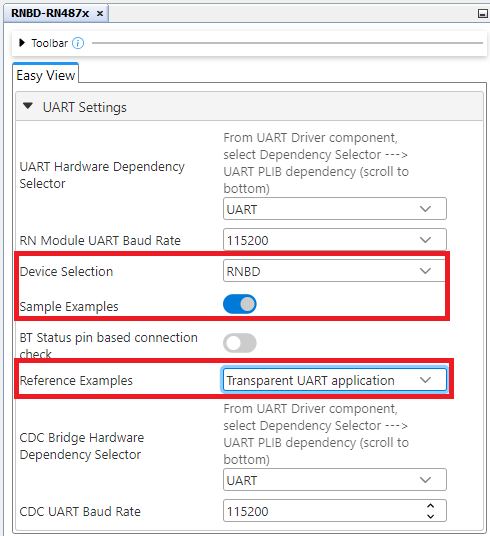 RNBD-RN487x ×
Toolbar
Easy View
UART Settings
From UART Driver component,
select Dependency Selector --->
UART PLIB dependency (scroll to
bottom)
UART Hardware Dependency
Selector
UART
RN Module UART Baud Rate
115200
Device Selection
RNBD
Sample Examples
BT Status pin based connection
check
Reference Examples
Transparent UART application
From UART Driver component,
select Dependency Selector --->
UART PLIB dependency (scroll to
bottom)
CDC Bridge Hardware
Dependency Selector
UART
CDC UART Baud Rate
115200